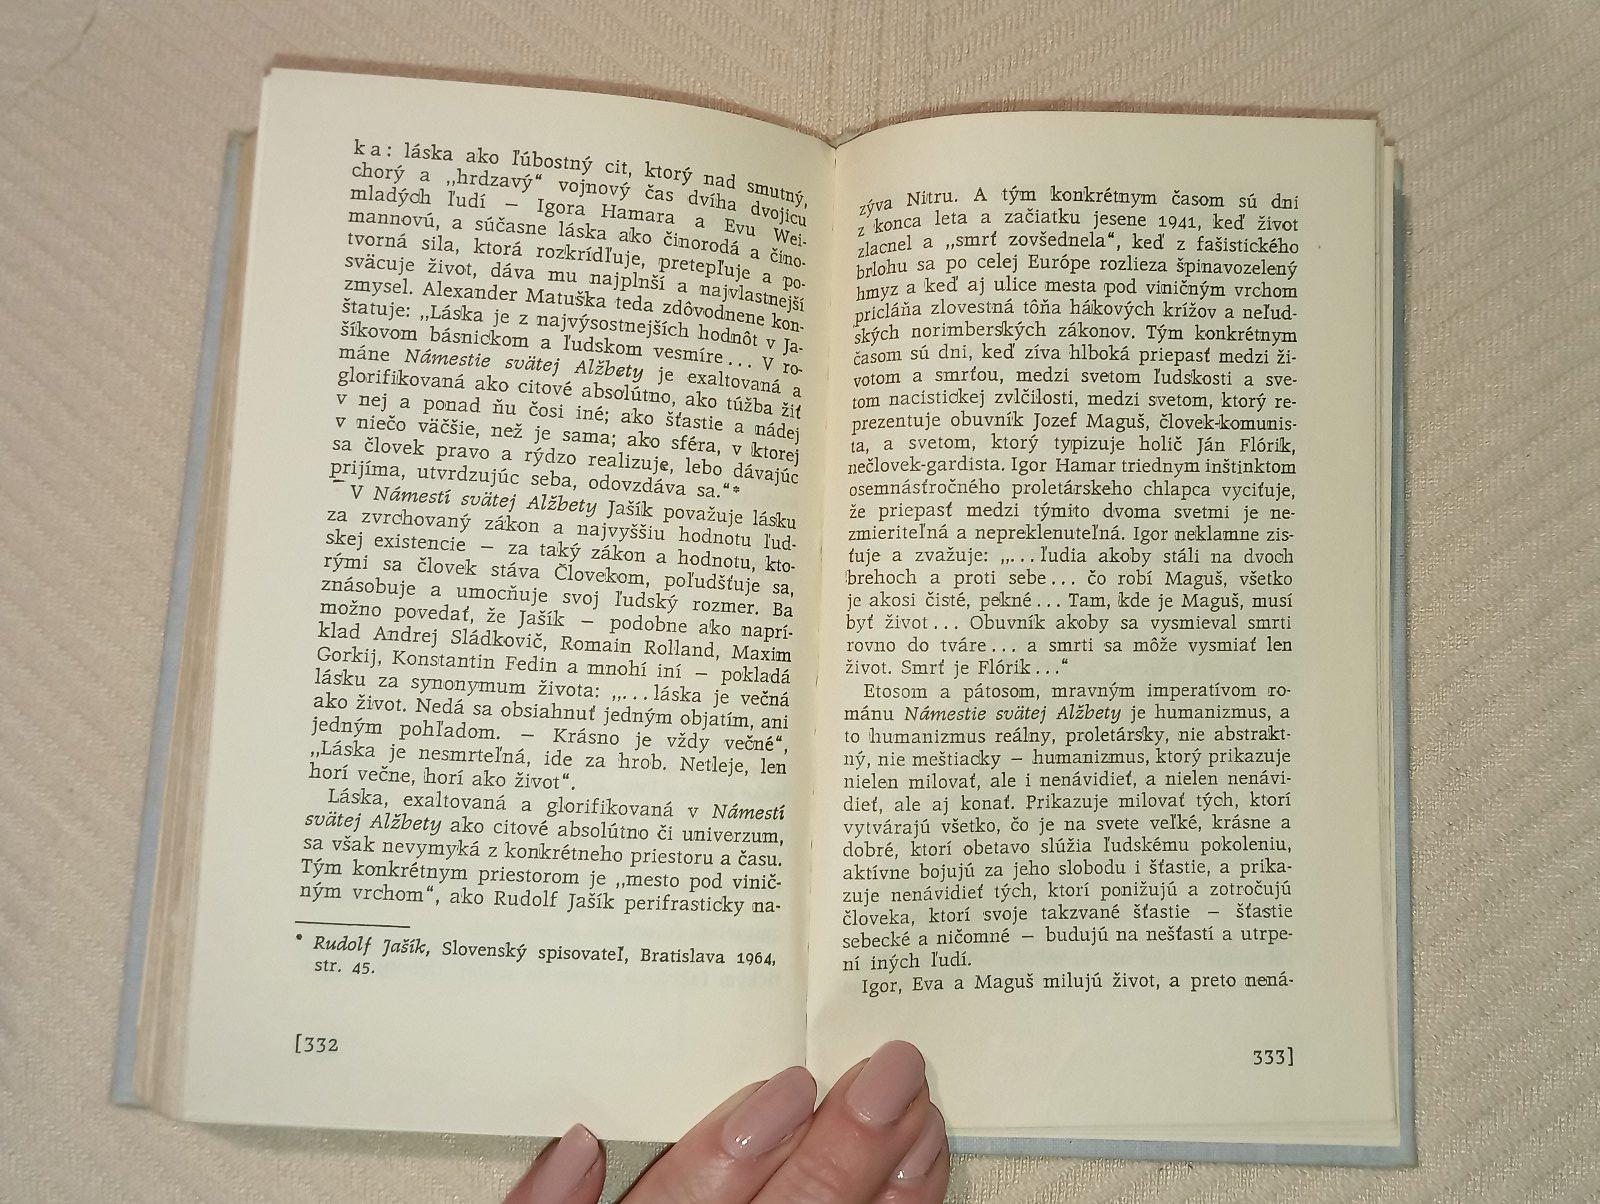 ka: láska ako ľúbostný cit, ktorý nad smutný,
chorý a „hrdzavý“ vojnový čas dvíha dvojicu
mladých ľudí – Igora Hamara a Evu Wei-
mannovú, a súčasne láska ako činorodá a čino-
tvorná sila, ktorá rozkrídľuje, pretepľuje a po-
sväcuje život, dáva mu najplnší a najvlastnejší
zmysel. Alexander Matuška teda zdôvodnene kon-
štatuje: „Láska je z najvýsostnejších hodnôt v Ja-
šíkovom básnickom a ľudskom vesmíre... V ro-
máne Námestie svätej Alžbety je exaltovaná a
glorifikovaná ako citové absolútno, ako túžba žiť
v nej a ponad ňu čosi iné; ako šťastie a nádej
v niečo väčšie, než je sama; ako sféra, v ktorej
sa človek pravo a rýdzo realizuje, lebo dávajúc
prijíma, utvrdzujúc seba, odovzdáva sa.“*
V Námestí svätej Alžbety Jašík považuje lásku
za zvrchovaný zákon a najvyššiu hodnotu ľud-
skej existencie – za taký zákon a hodnotu, kto-
rými sa človek stáva Človekom, poľudšťuje sa,
znásobuje a umocňuje svoj ľudský rozmer. Ba
možno povedať, že Jašík – podobne ako naprí-
klad Andrej Sládkovič, Romain Rolland, Maxim
Gorkij, Konstantin Fedin a mnohí iní – pokladá
lásku za synonymum života: „...láska je večná
ako život. Nedá sa obsiahnuť jedným objatím, ani
jedným pohľadom. – Krásno je vždy večné“,
„Láska je nesmrteľná, ide za hrob. Netleje, len
horí večne, horí ako život“.
Láska, exaltovaná a glorifikovaná v Námestí
svätej Alžbety ako citové absolútno či univerzum,
sa však nevymyká z konkrétneho priestoru a času.
Tým konkrétnym priestorom je „mesto pod vinič-
ným vrchom“, ako Rudolf Jašík perifrasticky na-
* Rudolf Jašík, Slovenský spisovateľ, Bratislava 1964,
str. 45.
[332
zýva Nitru. A tým konkrétnym časom sú dni
z konca leta a začiatku jesene 1941, keď život
zlacnel a „smrť zovšednela“, keď z fašistického
brlohu sa po celej Európe rozlieza špinavozelený
hmyz a keď aj ulice mesta pod viničným vrchom
pricláňa zlovestná tôňa hákových krížov a neľud-
ských norimberských zákonov. Tým konkrétnym
časom sú dni, keď zíva hlboká priepasť medzi ži-
votom a smrťou, medzi svetom ľudskosti a sve-
tom nacistickej zvlčilosti, medzi svetom, ktorý re-
prezentuje obuvník Jozef Maguš, človek-komunis-
ta, a svetom, ktorý typizuje holič Ján Flórik,
nečlovek-gardista. Igor Hamar triednym inštinktom
osemnásťročného proletárskeho chlapca vyciťuje,
že priepasť medzi týmito dvoma svetmi je ne-
zmieriteľná a nepreklenuteľná. Igor neklamne zis-
ťuje a zvažuje: „...ľudia akoby stáli na dvoch
brehoch a proti sebe... čo robí Maguš, všetko
je akosi čisté, pekné... Tam, kde je Maguš, musí
byť život... Obuvník akoby sa vysmieval smrti
rovno do tváre... a smrti sa môže vysmiať len
život. Smrť je Flórik...“
Etosom a pátosom, mravným imperatívom ro-
mánu Námestie svätej Alžbety je humanizmus, a
to humanizmus reálny, proletársky, nie abstrakt-
ný, nie meštiacky – humanizmus, ktorý prikazuje
nielen milovať, ale i nenávidieť, a nielen nenávi-
dieť, ale aj konať. Prikazuje milovať tých, ktorí
vytvárajú všetko, čo je na svete veľké, krásne a
dobré, ktorí obetavo slúžia ľudskému pokoleniu,
aktívne bojujú za jeho slobodu i šťastie, a prika-
zuje nenávidieť tých, ktorí ponižujú a zotročujú
človeka, ktorí svoje takzvané šťastie – šťastie
sebecké a ničomné – budujú na nešťastí a utrpe-
ní iných ľudí.
Igor, Eva a Maguš milujú život, a preto nená-
333]